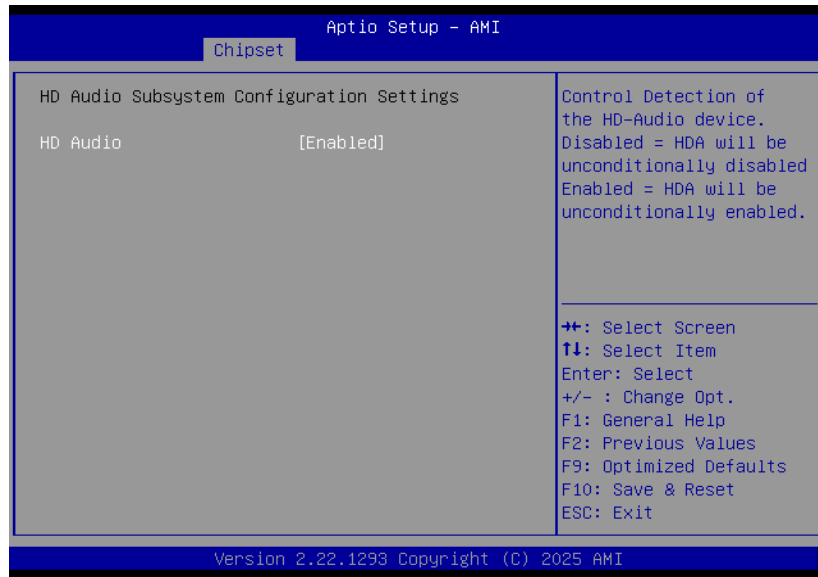 Aptio Setup – AMI
Chipset
HD Audio Subsystem Configuration Settings
HD Audio [Enabled]
Control Detection of
the HD-Audio device.
Disabled = HDA will be
unconditionally disabled
Enabled = HDA will be
unconditionally enabled.
→←: Select Screen
↑↓: Select Item
Enter: Select
+/- : Change Opt.
F1: General Help
F2: Previous Values
F9: Optimized Defaults
F10: Save & Reset
ESC: Exit
Version 2.22.1293 Copyright (C) 2025 AMI